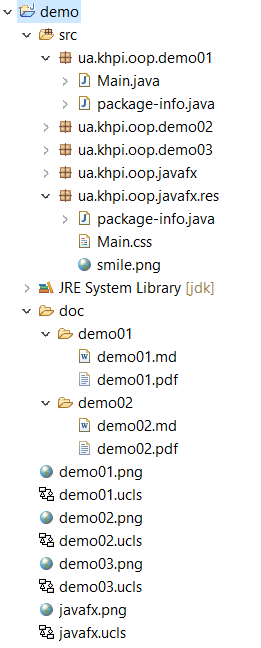 demo
src
ua.khpi.oop.demo01
Main.java
package-info.java
ua.khpi.oop.demo02
ua.khpi.oop.demo03
ua.khpi.oop.javafx
ua.khpi.oop.javafx.res
package-info.java
Main.css
smile.png
JRE System Library [jdk]
doc
demo01
demo01.md
demo01.pdf
demo02
demo02.md
demo02.pdf
demo01.png
demo01.ucls
demo02.png
demo02.ucls
demo03.png
demo03.ucls
javafx.png
javafx.ucls